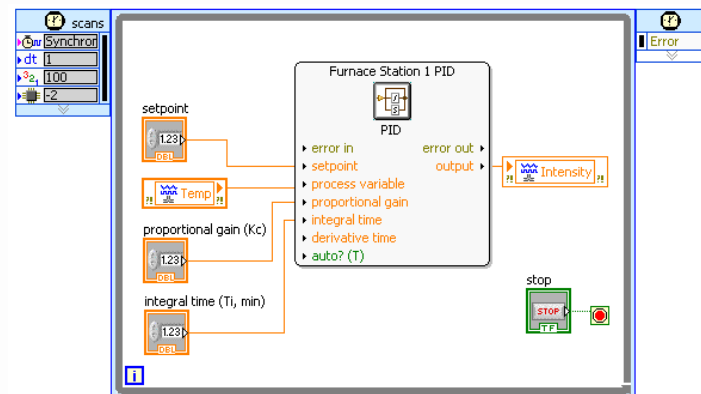 scans
Synchror
dt 1
321 100
-2
Error
Furnace Station 1 PID
PID
error in
error out
setpoint
output
process variable
proportional gain
integral time
derivative time
auto? (T)
setpoint
1.23
DBL
Temp
?!
?!
Intensity
?!
?!
proportional gain (Kc)
1.23
DBL
integral time (Ti, min)
1.23
DBL
stop
STOP
TF
i